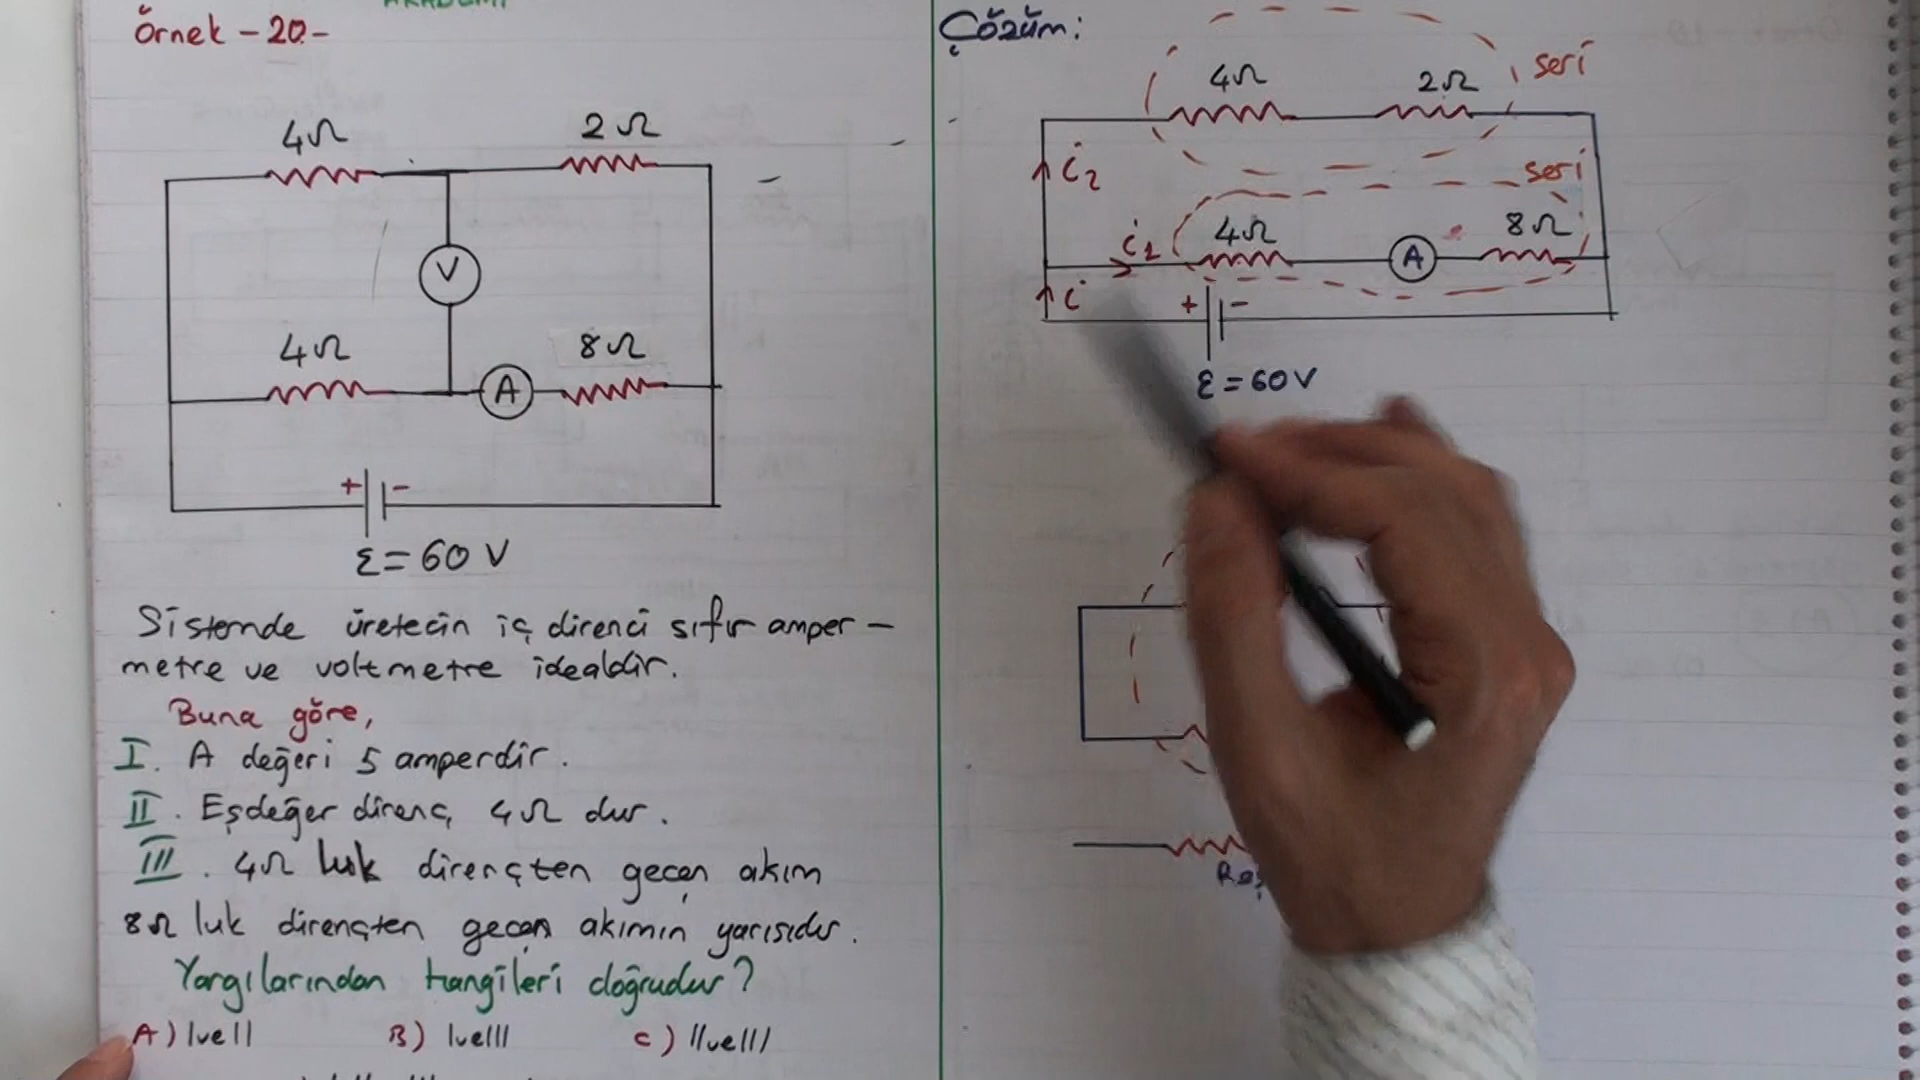 Örnek - 20 -
4Ω
2 Ω
V
4Ω
8Ω
A
+
-
Ɛ = 60 V
Sistemde üretecin iç direnci sıfır amper -
metre ve voltmetre idealdir.
Buna göre,
I. A değeri 5 amperdir.
II. Eşdeğer direnç 4Ω dur.
III. 4Ω luk dirençten geçen akım
8Ω luk dirençten geçen akımın yarısıdır.
Yargılarından hangileri doğrudur?
A) I ve II
B) I ve III
C) II ve III
Çözüm:
4Ω
2Ω
seri
i2
seri
i1
4Ω
A
8Ω
i
+
-
Ɛ = 60 V